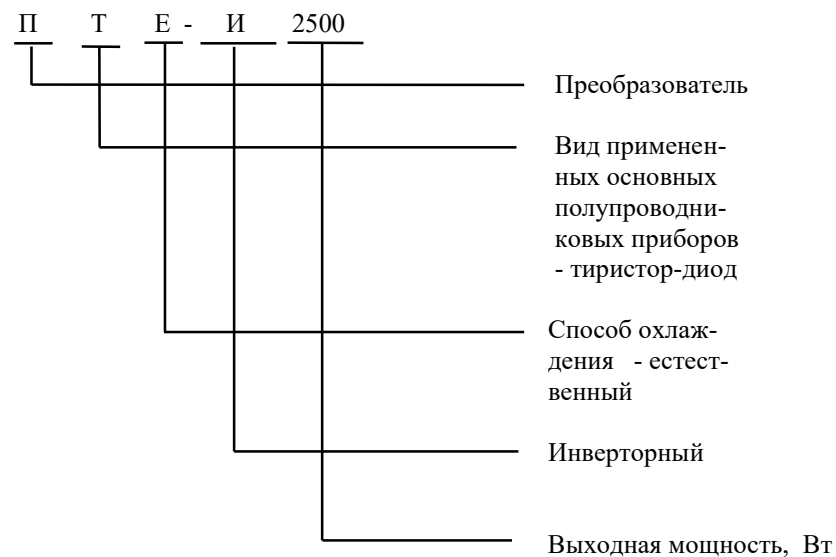 П Т Е - И 2500
Преобразователь
Вид применен-
ных основных
полупроводни-
ковых приборов
- тиристор-диод
Способ охлаж-
дения - естест-
венный
Инверторный
Выходная мощность, Вт